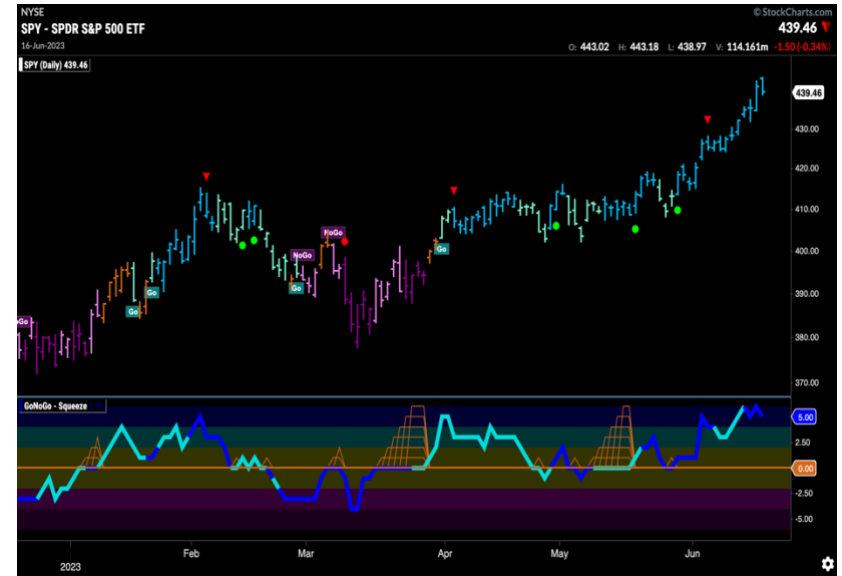 NYSE
© StockCharts.com
SPY - SPDR S&P 500 ETF
439.46
16-Jun-2023
O: 443.02 H: 443.18 L: 438.97 V: 114.161m -1.50 (-0.34%)
SPY (Daily) 439.46
439.46
430.00
420.00
410.00
400.00
390.00
380.00
370.00
NoGo
NoGo
Go
Go
Go
Go
oGo
GoNoGo - Squeeze
5.00
2.50
0.00
-2.50
-5.00
Feb
Mar
Apr
May
Jun
2023